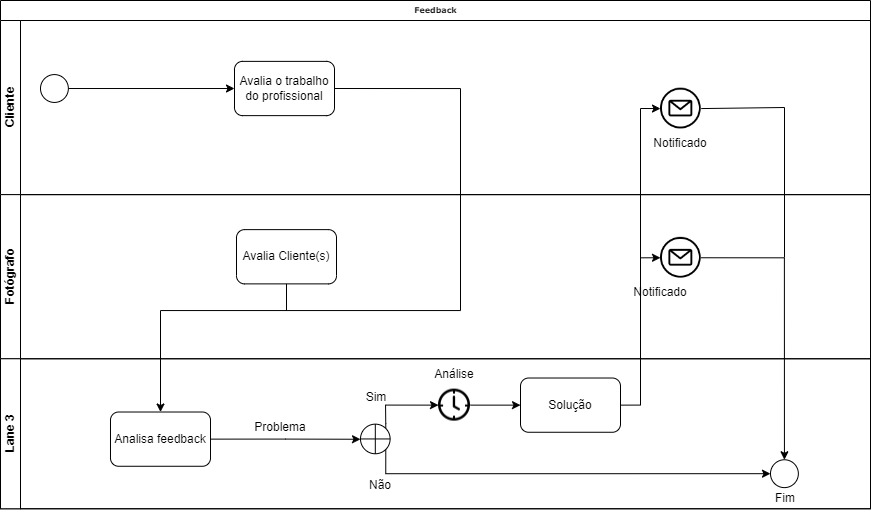 Feedback
Cliente
Avalia o trabalho
do profissional
Notificado
Fotógrafo
Avalia Cliente(s)
Notificado
Lane 3
Analisa feedback
Problema
Sim
Não
Análise
Solução
Fim